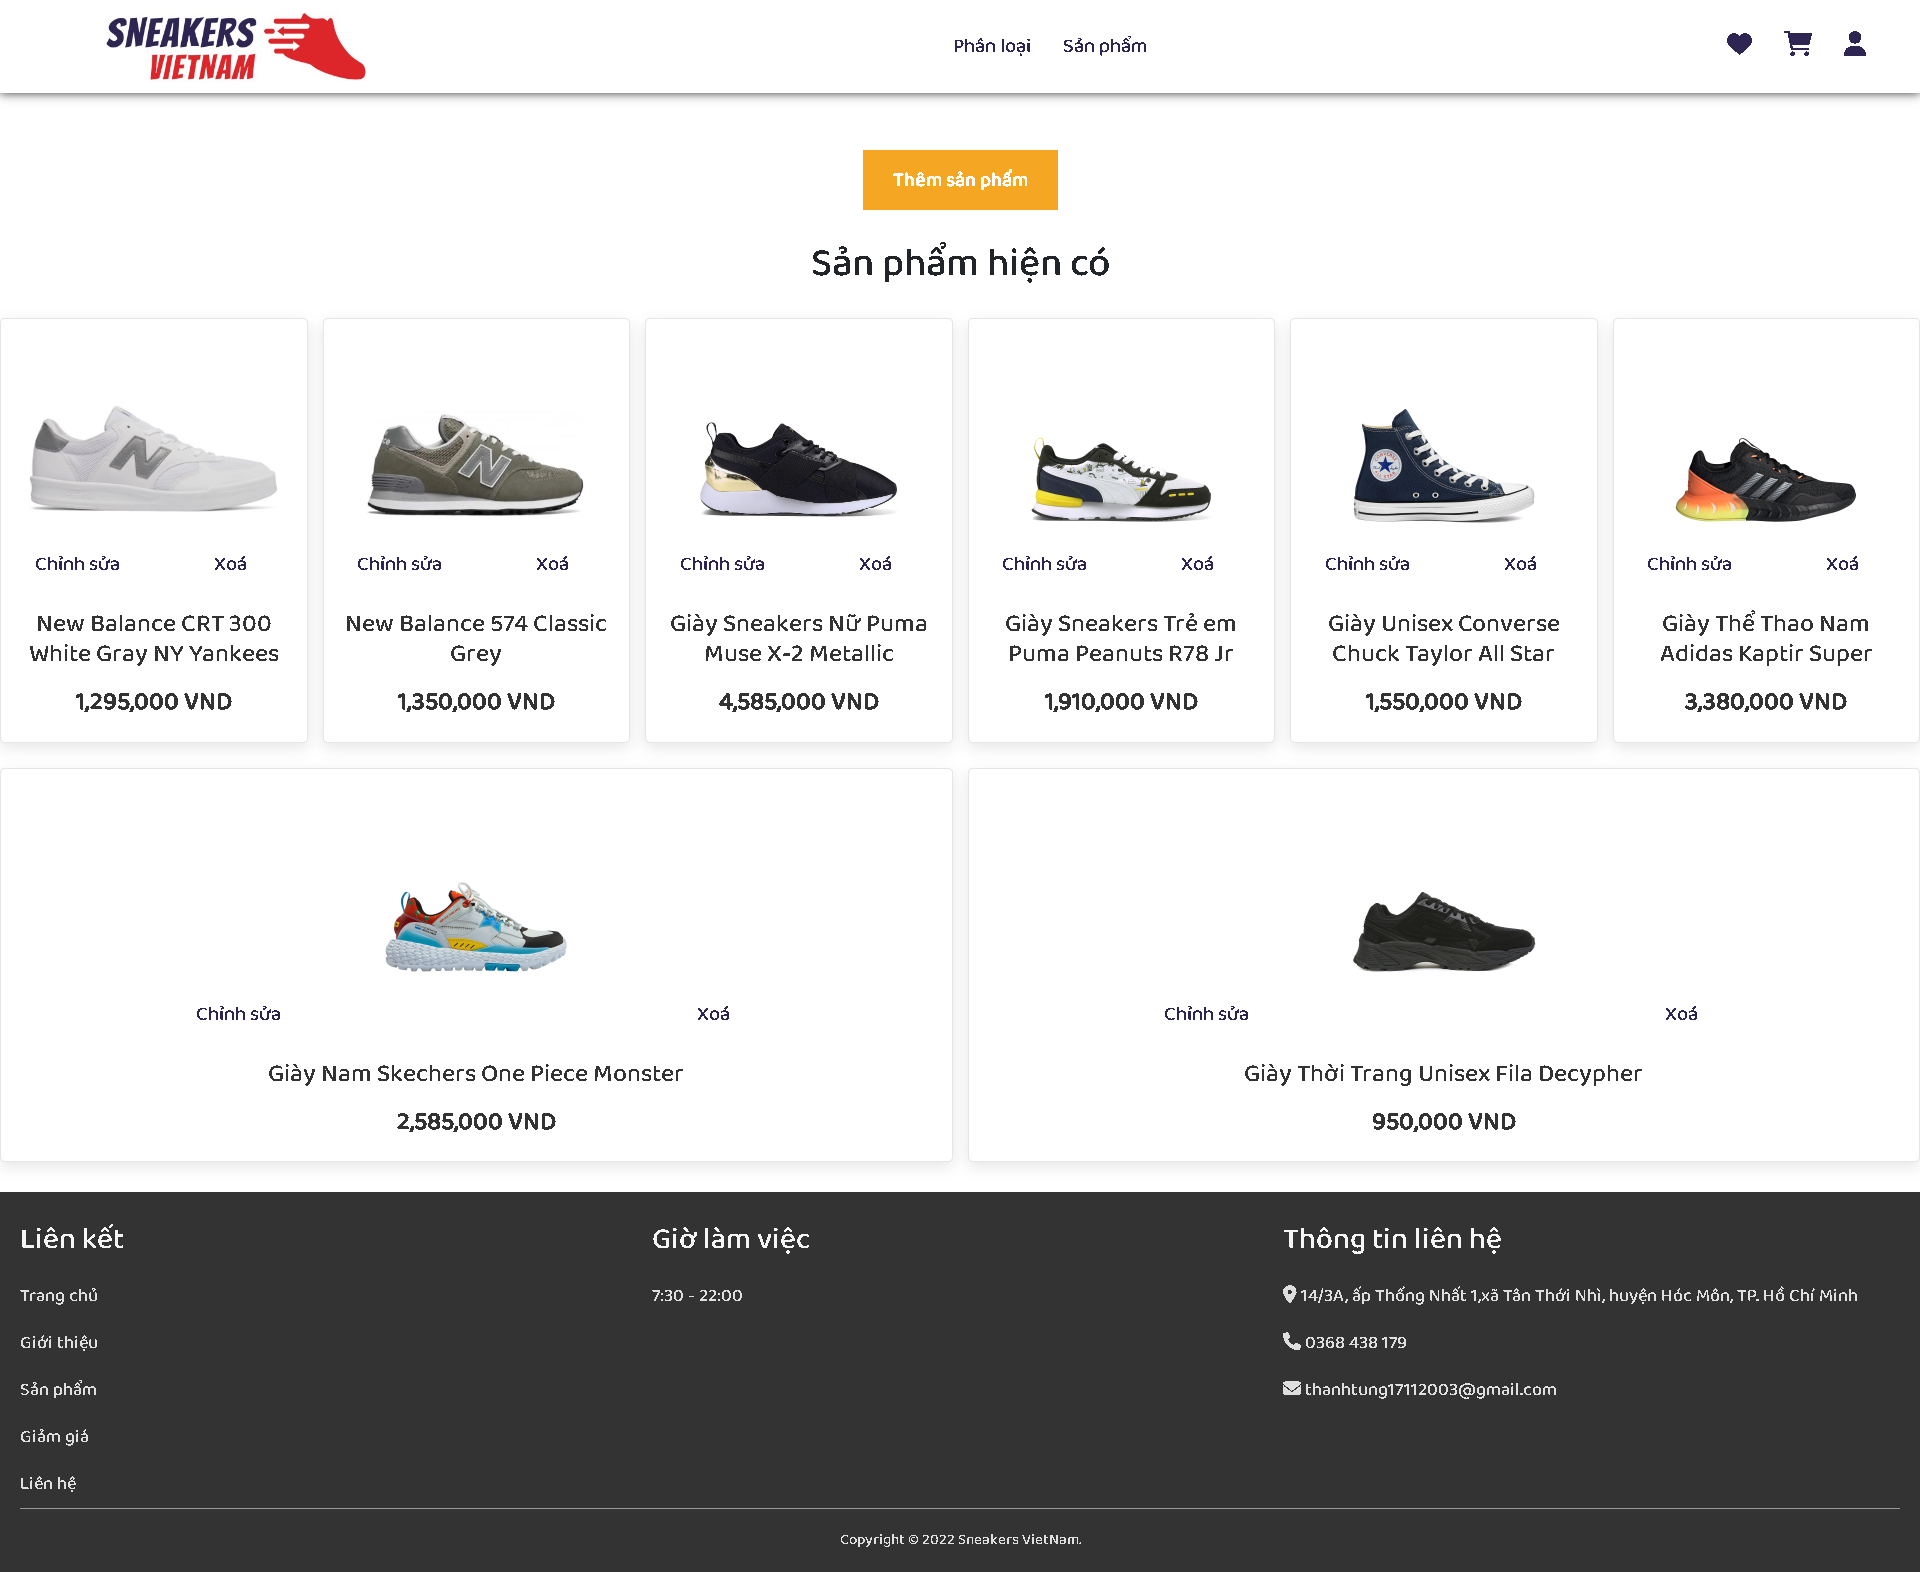 SNEAKERS
VIETNAM
Phân loại
Sản phẩm
Thêm sản phẩm
Sản phẩm hiện có
Chỉnh sửa
Xoá
New Balance CRT 300
White Gray NY Yankees
1,295,000 VND
Chỉnh sửa
Xoá
New Balance 574 Classic
Grey
1,350,000 VND
Chỉnh sửa
Xoá
Giày Sneakers Nữ Puma
Muse X-2 Metallic
4,585,000 VND
Chỉnh sửa
Xoá
Giày Sneakers Trẻ em
Puma Peanuts R78 Jr
1,910,000 VND
Chỉnh sửa
Xoá
Giày Unisex Converse
Chuck Taylor All Star
1,550,000 VND
Chỉnh sửa
Xoá
Giày Thể Thao Nam
Adidas Kaptir Super
3,380,000 VND
Chỉnh sửa
Xoá
Giày Nam Skechers One Piece Monster
2,585,000 VND
Chỉnh sửa
Xoá
Giày Thời Trang Unisex Fila Decypher
950,000 VND
Liên kết
Trang chủ
Giới thiệu
Sản phẩm
Giảm giá
Liên hệ
Giờ làm việc
7:30 - 22:00
Thông tin liên hệ
14/3A, ấp Thống Nhất 1,xã Tân Thới Nhì, huyện Hóc Môn, TP. Hồ Chí Minh
0368 438 179
thanhtung17112003@gmail.com
Copyright © 2022 Sneakers VietNam.